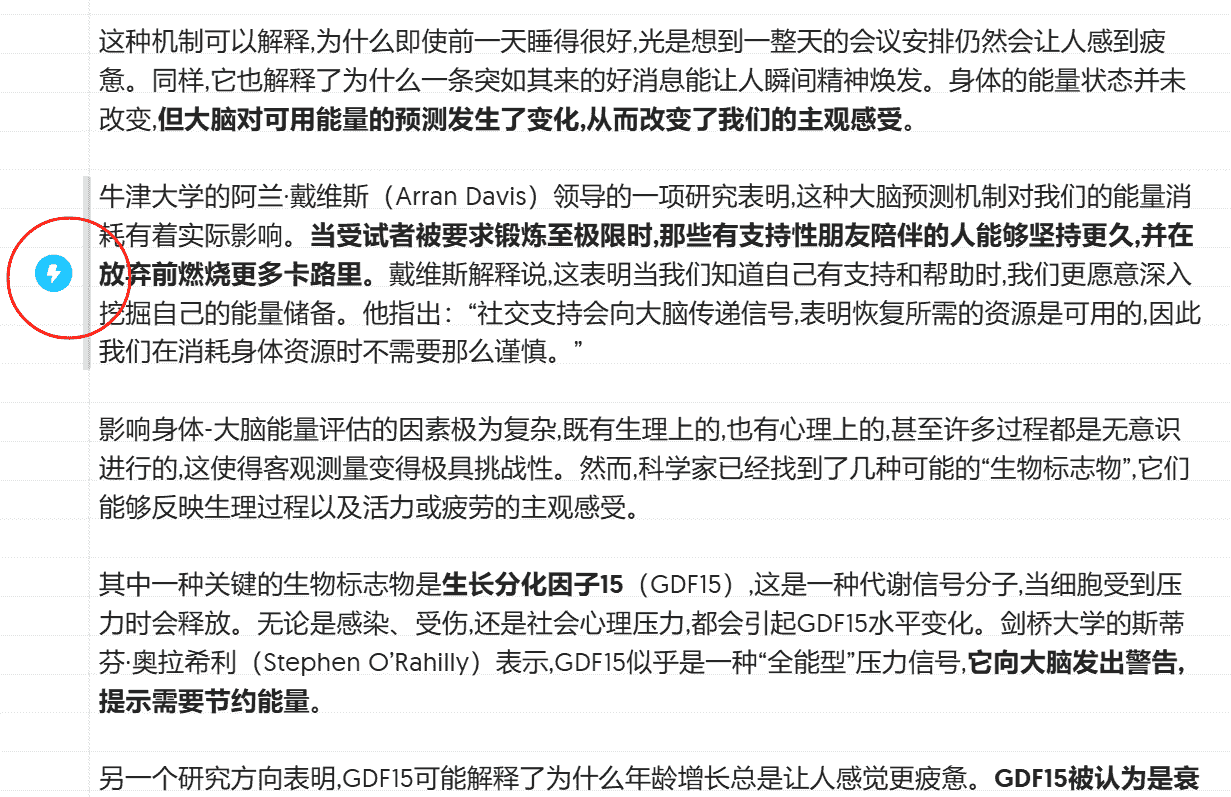 这种机制可以解释,为什么即使前一天睡得很好,光是想到一整天的会议安排仍然会让人感到疲
惫。同样,它也解释了为什么一条突如其来的好消息能让人瞬间精神焕发。身体的能量状态并未
改变,但大脑对可用能量的预测发生了变化,从而改变了我们的主观感受。
牛津大学的阿兰·戴维斯（Arran Davis）领导的一项研究表明,这种大脑预测机制对我们的能量消
耗有着实际影响。当受试者被要求锻炼至极限时,那些有支持性朋友陪伴的人能够坚持更久,并在
放弃前燃烧更多卡路里。戴维斯解释说,这表明当我们知道自己有支持和帮助时,我们更愿意深入
挖掘自己的能量储备。他指出：“社交支持会向大脑传递信号,表明恢复所需的资源是可用的,因此
我们在消耗身体资源时不需要那么谨慎。”
影响身体-大脑能量评估的因素极为复杂,既有生理上的,也有心理上的,甚至许多过程都是无意识
进行的,这使得客观测量变得极具挑战性。然而,科学家已经找到了几种可能的“生物标志物”,它们
能够反映生理过程以及活力或疲劳的主观感受。
其中一种关键的生物标志物是生长分化因子15（GDF15）,这是一种代谢信号分子,当细胞受到压
力时会释放。无论是感染、受伤,还是社会心理压力,都会引起GDF15水平变化。剑桥大学的斯蒂
芬·奥拉希利（Stephen O’Rahilly）表示,GDF15似乎是一种“全能型”压力信号,它向大脑发出警告,
提示需要节约能量。
另一个研究方向表明,GDF15可能解释了为什么年龄增长总是让人感觉更疲惫。GDF15被认为是衰